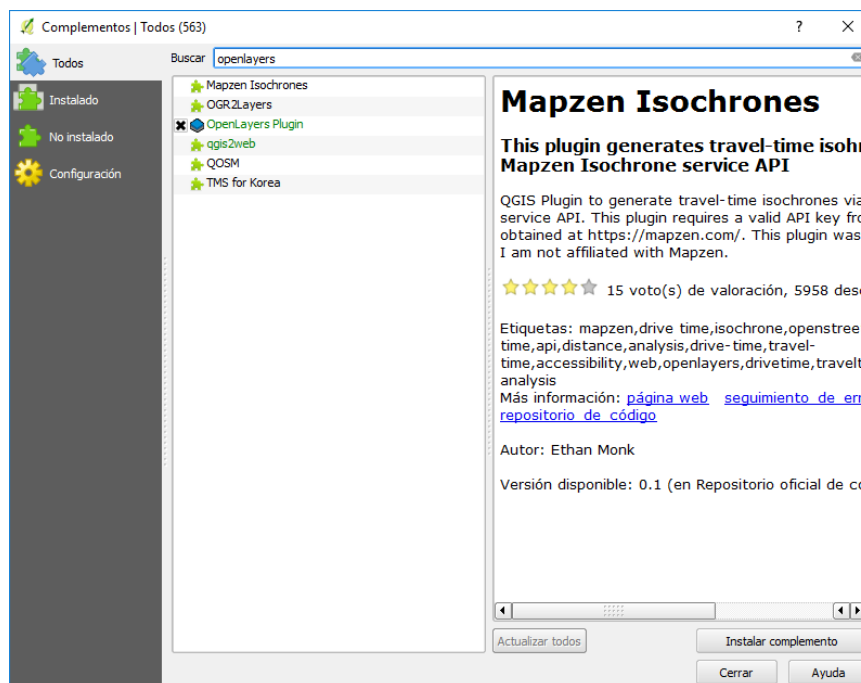 Complementos | Todos (563)
?
Todos
Instalado
No instalado
Configuración
Buscar openlayers
Mapzen Isochrones
OGR2Layers
OpenLayers Plugin
qgis2web
QOSM
TMS for Korea
Mapzen Isochrones
This plugin generates travel-time isohr
Mapzen Isochrone service API
QGIS Plugin to generate travel-time isochrones via
service API. This plugin requires a valid API key fro
obtained at https://mapzen.com/. This plugin was
I am not affiliated with Mapzen.
15 voto(s) de valoración, 5958 desc
Etiquetas: mapzen,drive time,isochrone,openstree
time,api,distance,analysis,drive-time,travel-
time,accessibility,web,openlayers,drivetime,travelt
analysis
Más información: página web seguimiento de err
repositorio de código
Autor: Ethan Monk
Versión disponible: 0.1 (en Repositorio oficial de co
Actualizar todos
Instalar complemento
Cerrar
Ayuda